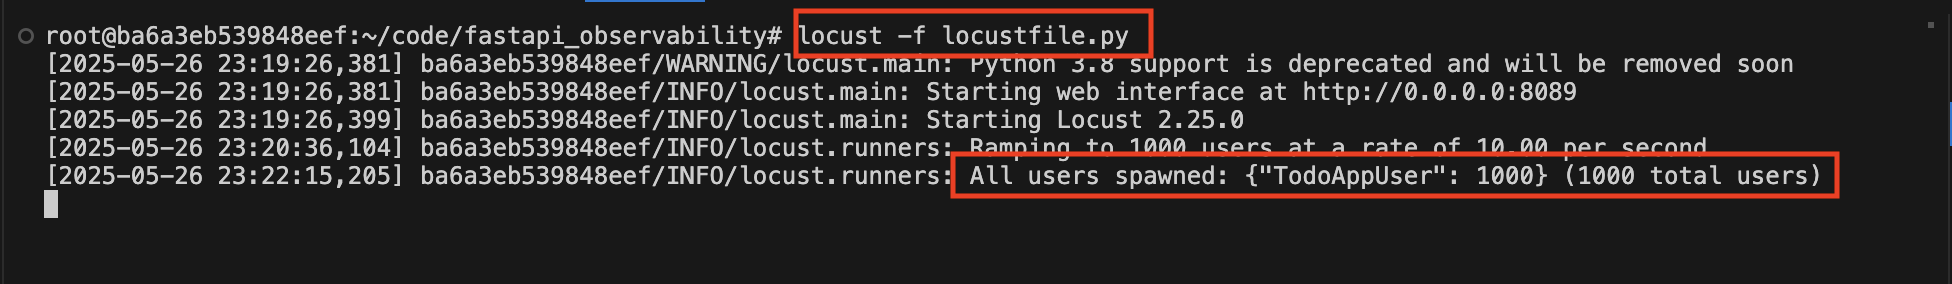 root@ba6a3eb539848eef:~/code/fastapi_observability# locust -f locustfile.py
[2025-05-26 23:19:26,381] ba6a3eb539848eef/WARNING/locust.main: Python 3.8 support is deprecated and will be removed soon
[2025-05-26 23:19:26,381] ba6a3eb539848eef/INFO/locust.main: Starting web interface at http://0.0.0.0:8089
[2025-05-26 23:19:26,399] ba6a3eb539848eef/INFO/locust.main: Starting Locust 2.25.0
[2025-05-26 23:20:36,104] ba6a3eb539848eef/INFO/locust.runners: Ramping to 1000 users at a rate of 10.00 per second
[2025-05-26 23:22:15,205] ba6a3eb539848eef/INFO/locust.runners: All users spawned: {"TodoAppUser": 1000} (1000 total users)